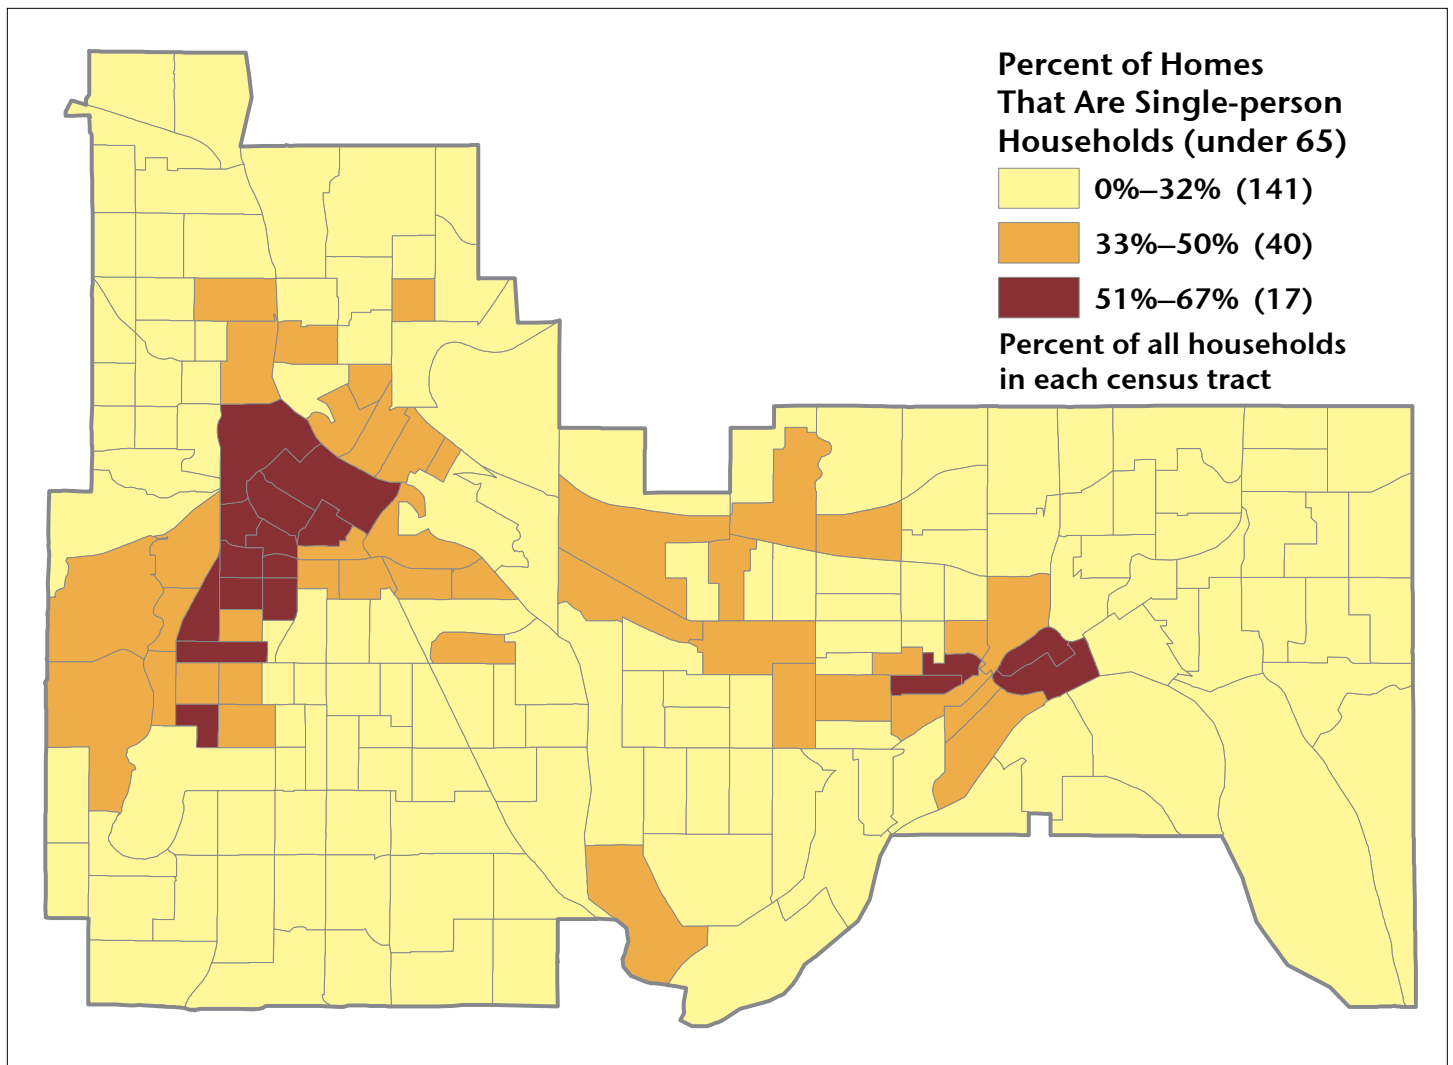 Percent of Homes
That Are Single-person
Households (under 65)
0%–32% (141)
33%–50% (40)
51%–67% (17)
Percent of all households
in each census tract